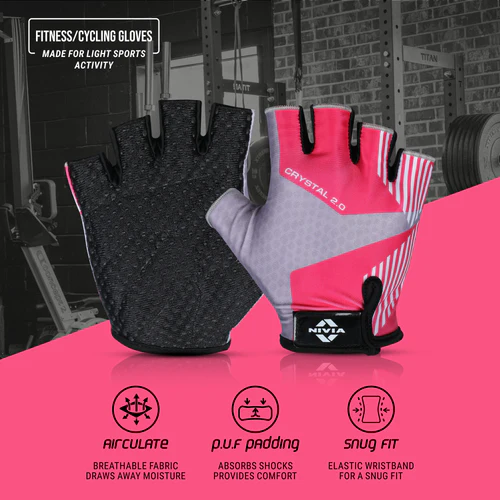 FITNESS/CYCLING GLOVES
MADE FOR LIGHT SPORTS
ACTIVITY
TITAN
CRYSTAL 2.0
NIVIA
AIRCULATE
BREATHABLE FABRIC
DRAWS AWAY MOISTURE
P.U.F PADDING
ABSORBS SHOCKS
PROVIDES COMFORT
SNUG FIT
ELASTIC WRISTBAND
FOR A SNUG FIT